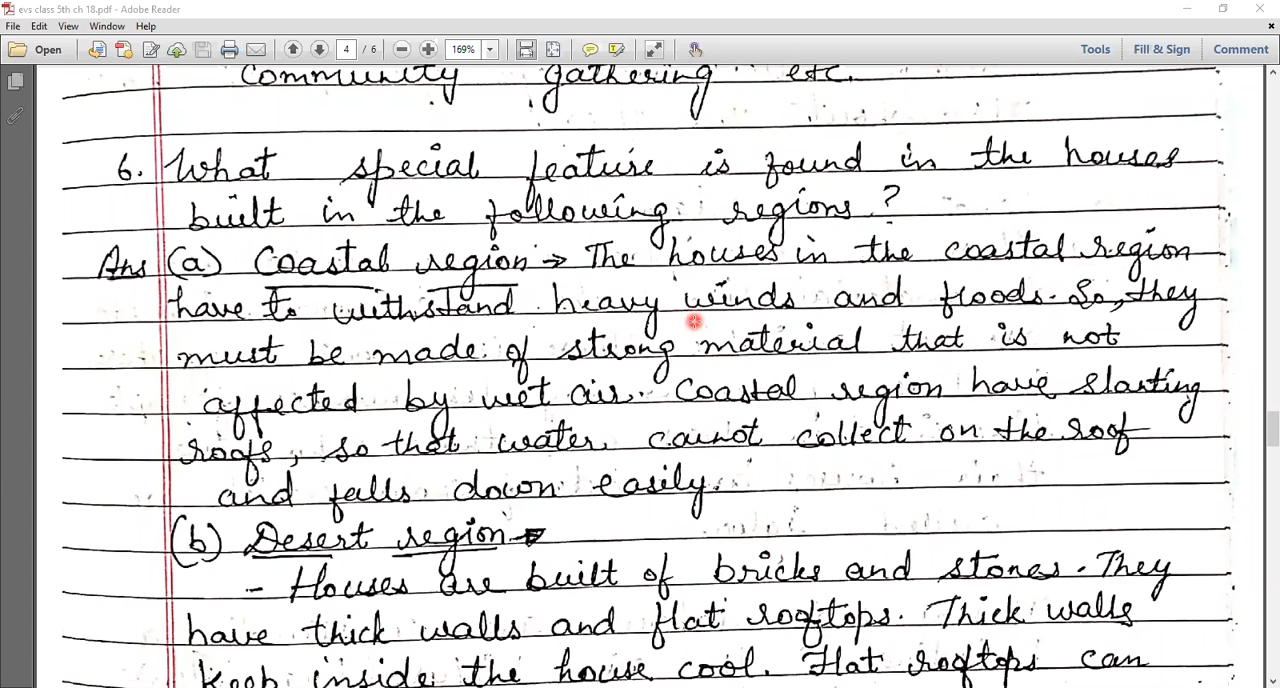 evs class 5th ch 18.pdf - Adobe Reader
File Edit View Window Help
Open 4 / 6 169% Tools Fill & Sign Comment
Community gathering etc.
6. What special feature is found in the houses
built in the following regions ?
Ans (a) Coastal region → The houses in the coastal region
have to withstand heavy winds and floods. So, they
must be made of strong material that is not
affected by wet air. Coastal region have slanting
roofs, so that water cannot collect on the roof
and falls down easily.
(b) Desert region →
- Houses are built of bricks and stones. They
have thick walls and flat rooftops. Thick walls
keep inside the house cool. Flat rooftops can